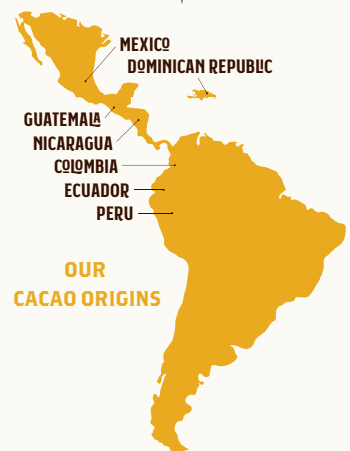 MEXICO
DOMINICAN REPUBLIC
GUATEMALA
NICARAGUA
COLOMBIA
ECUADOR
PERU
OUR
CACAO ORIGINS